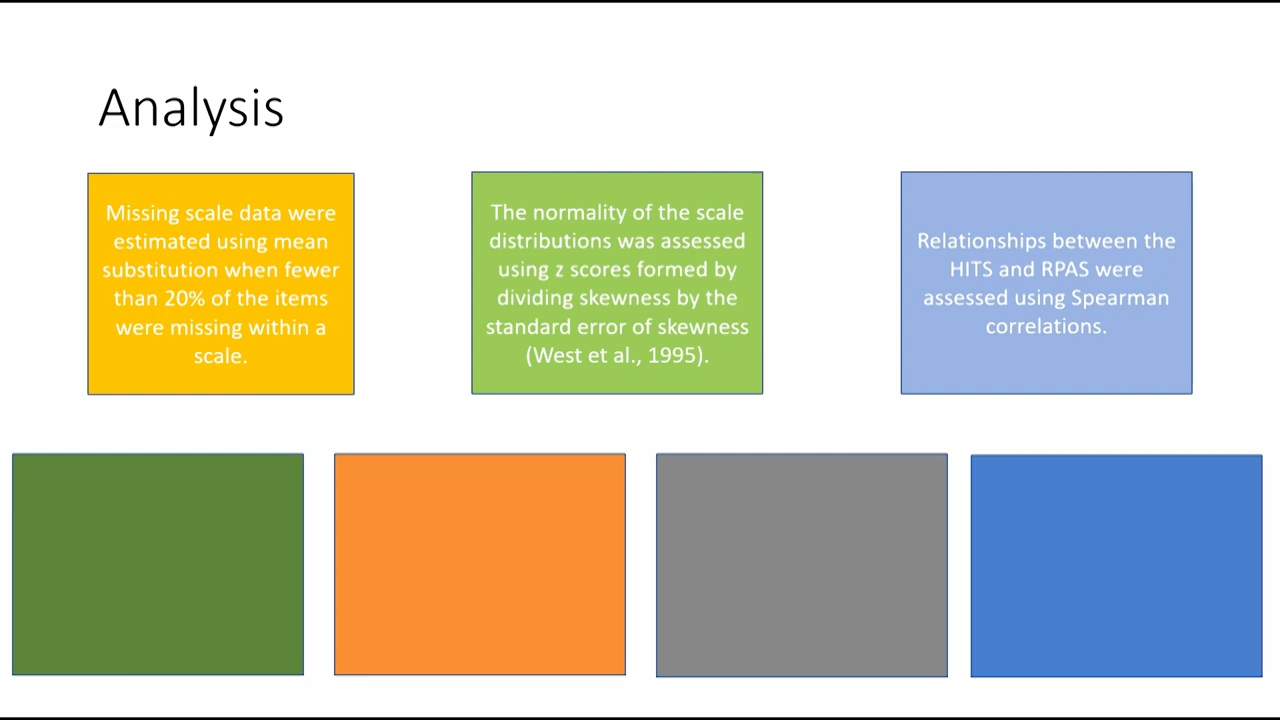 Analysis
Missing scale data were
estimated using mean
substitution when fewer
than 20% of the items
were missing within a
scale.
The normality of the scale
distributions was assessed
using z scores formed by
dividing skewness by the
standard error of skewness
(West et al., 1995).
Relationships between the
HITS and RPAS were
assessed using Spearman
correlations.